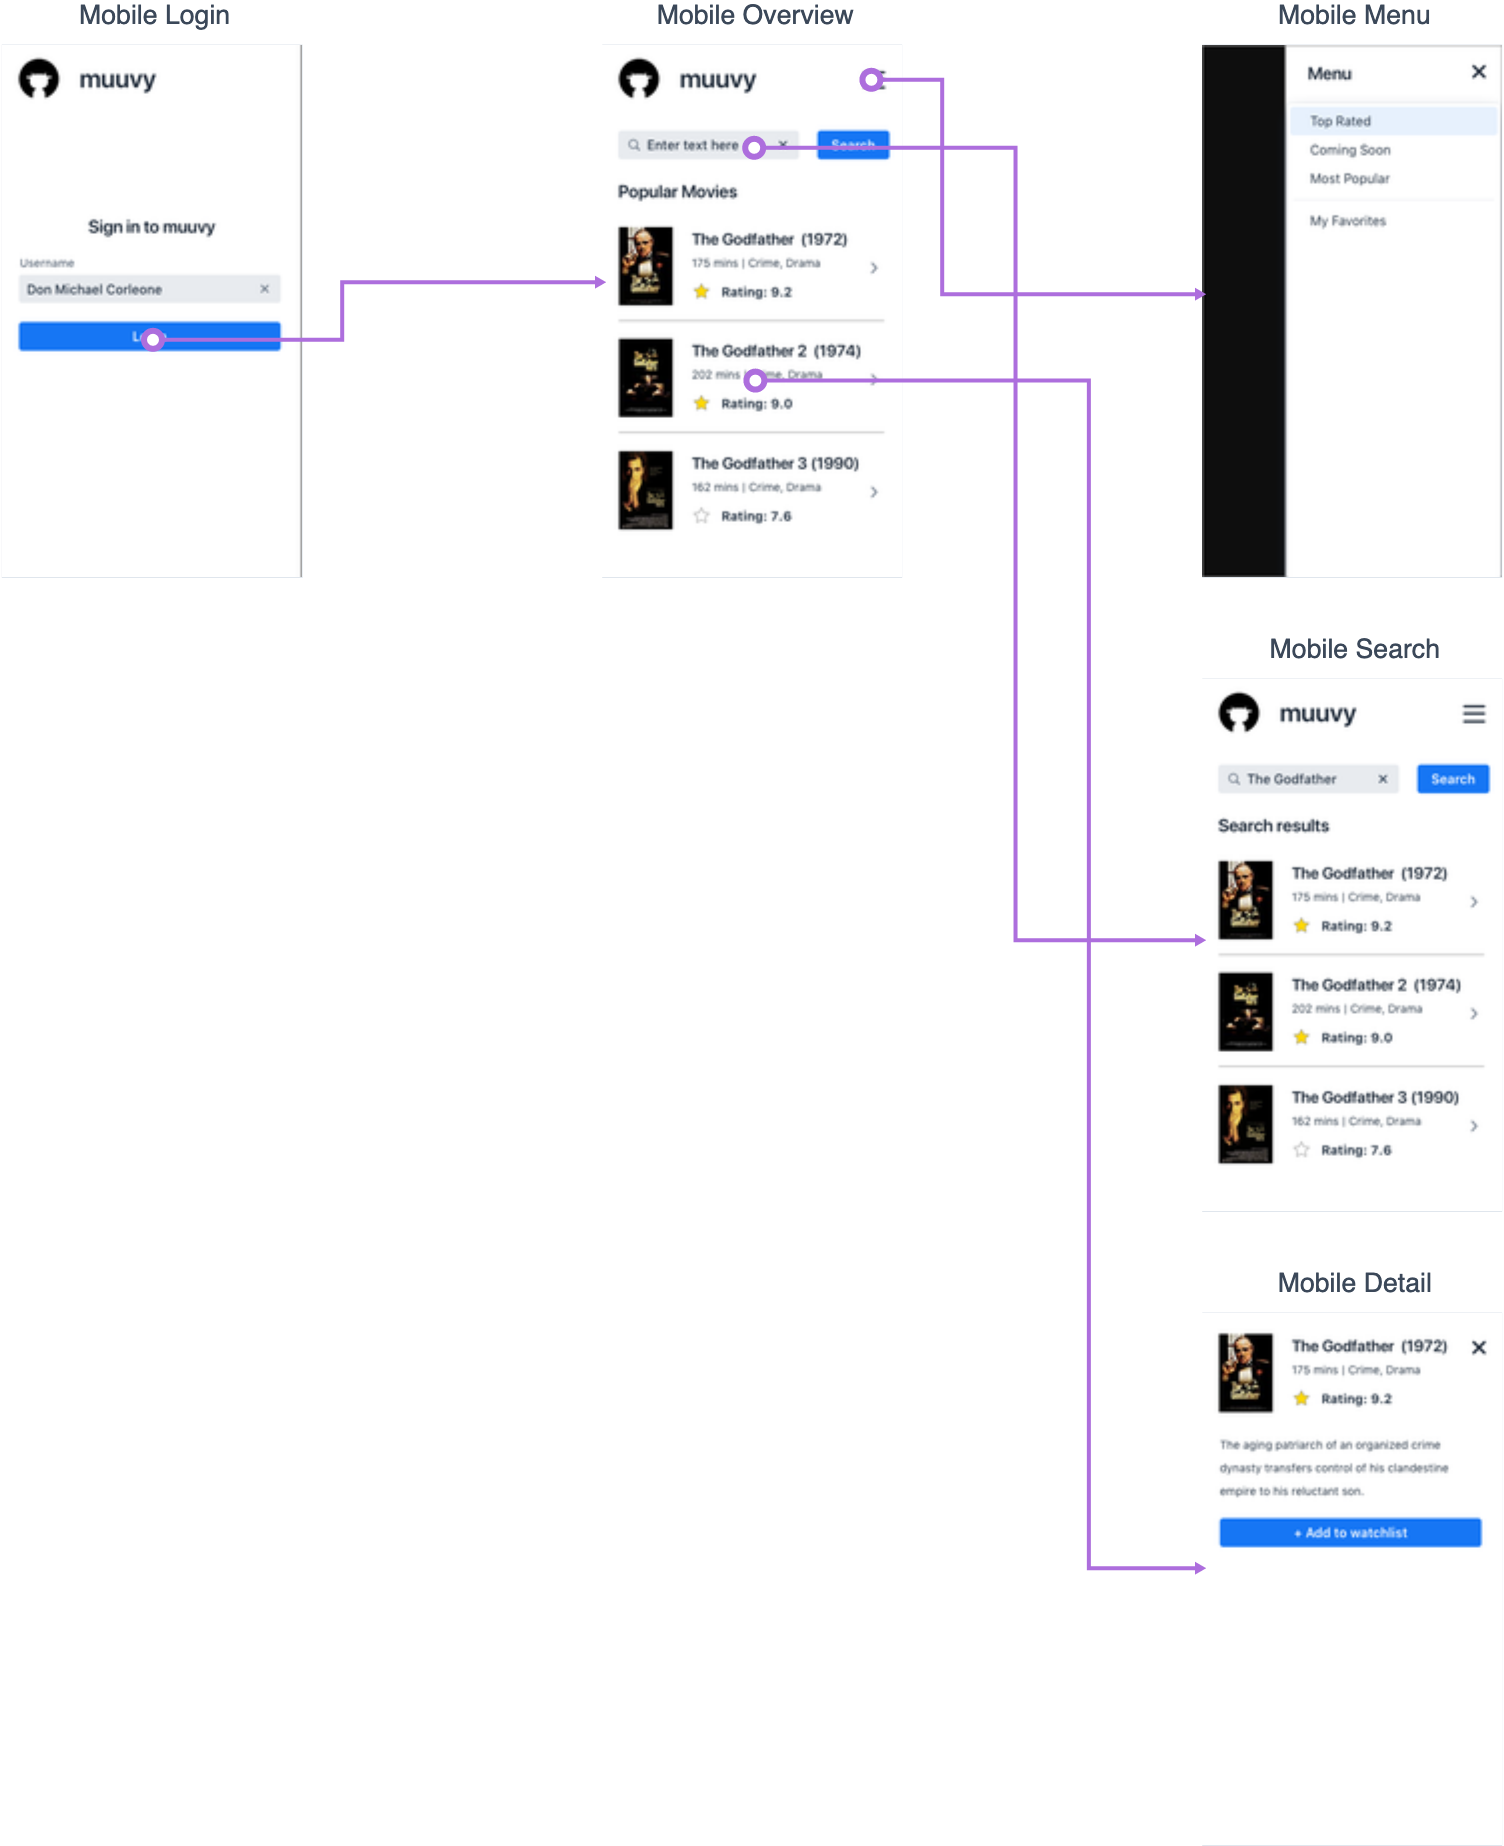 Mobile Login
muuvy
Sign in to muuvy
Username
Don Michael Corleone
Mobile Overview
muuvy
Enter text here
Search
Popular Movies
The Godfather (1972)
175 mins | Crime, Drama
Rating: 9.2
The Godfather 2 (1974)
202 mins | Crime, Drama
Rating: 9.0
The Godfather 3 (1990)
162 mins | Crime, Drama
Rating: 7.6
Mobile Menu
Menu
Top Rated
Coming Soon
Most Popular
My Favorites
Mobile Search
muuvy
The Godfather
Search
Search results
The Godfather (1972)
175 mins | Crime, Drama
Rating: 9.2
The Godfather 2 (1974)
202 mins | Crime, Drama
Rating: 9.0
The Godfather 3 (1990)
162 mins | Crime, Drama
Rating: 7.6
Mobile Detail
The Godfather (1972)
175 mins | Crime, Drama
Rating: 9.2
The aging patriarch of an organized crime
dynasty transfers control of his clandestine
empire to his reluctant son.
+ Add to watchlist